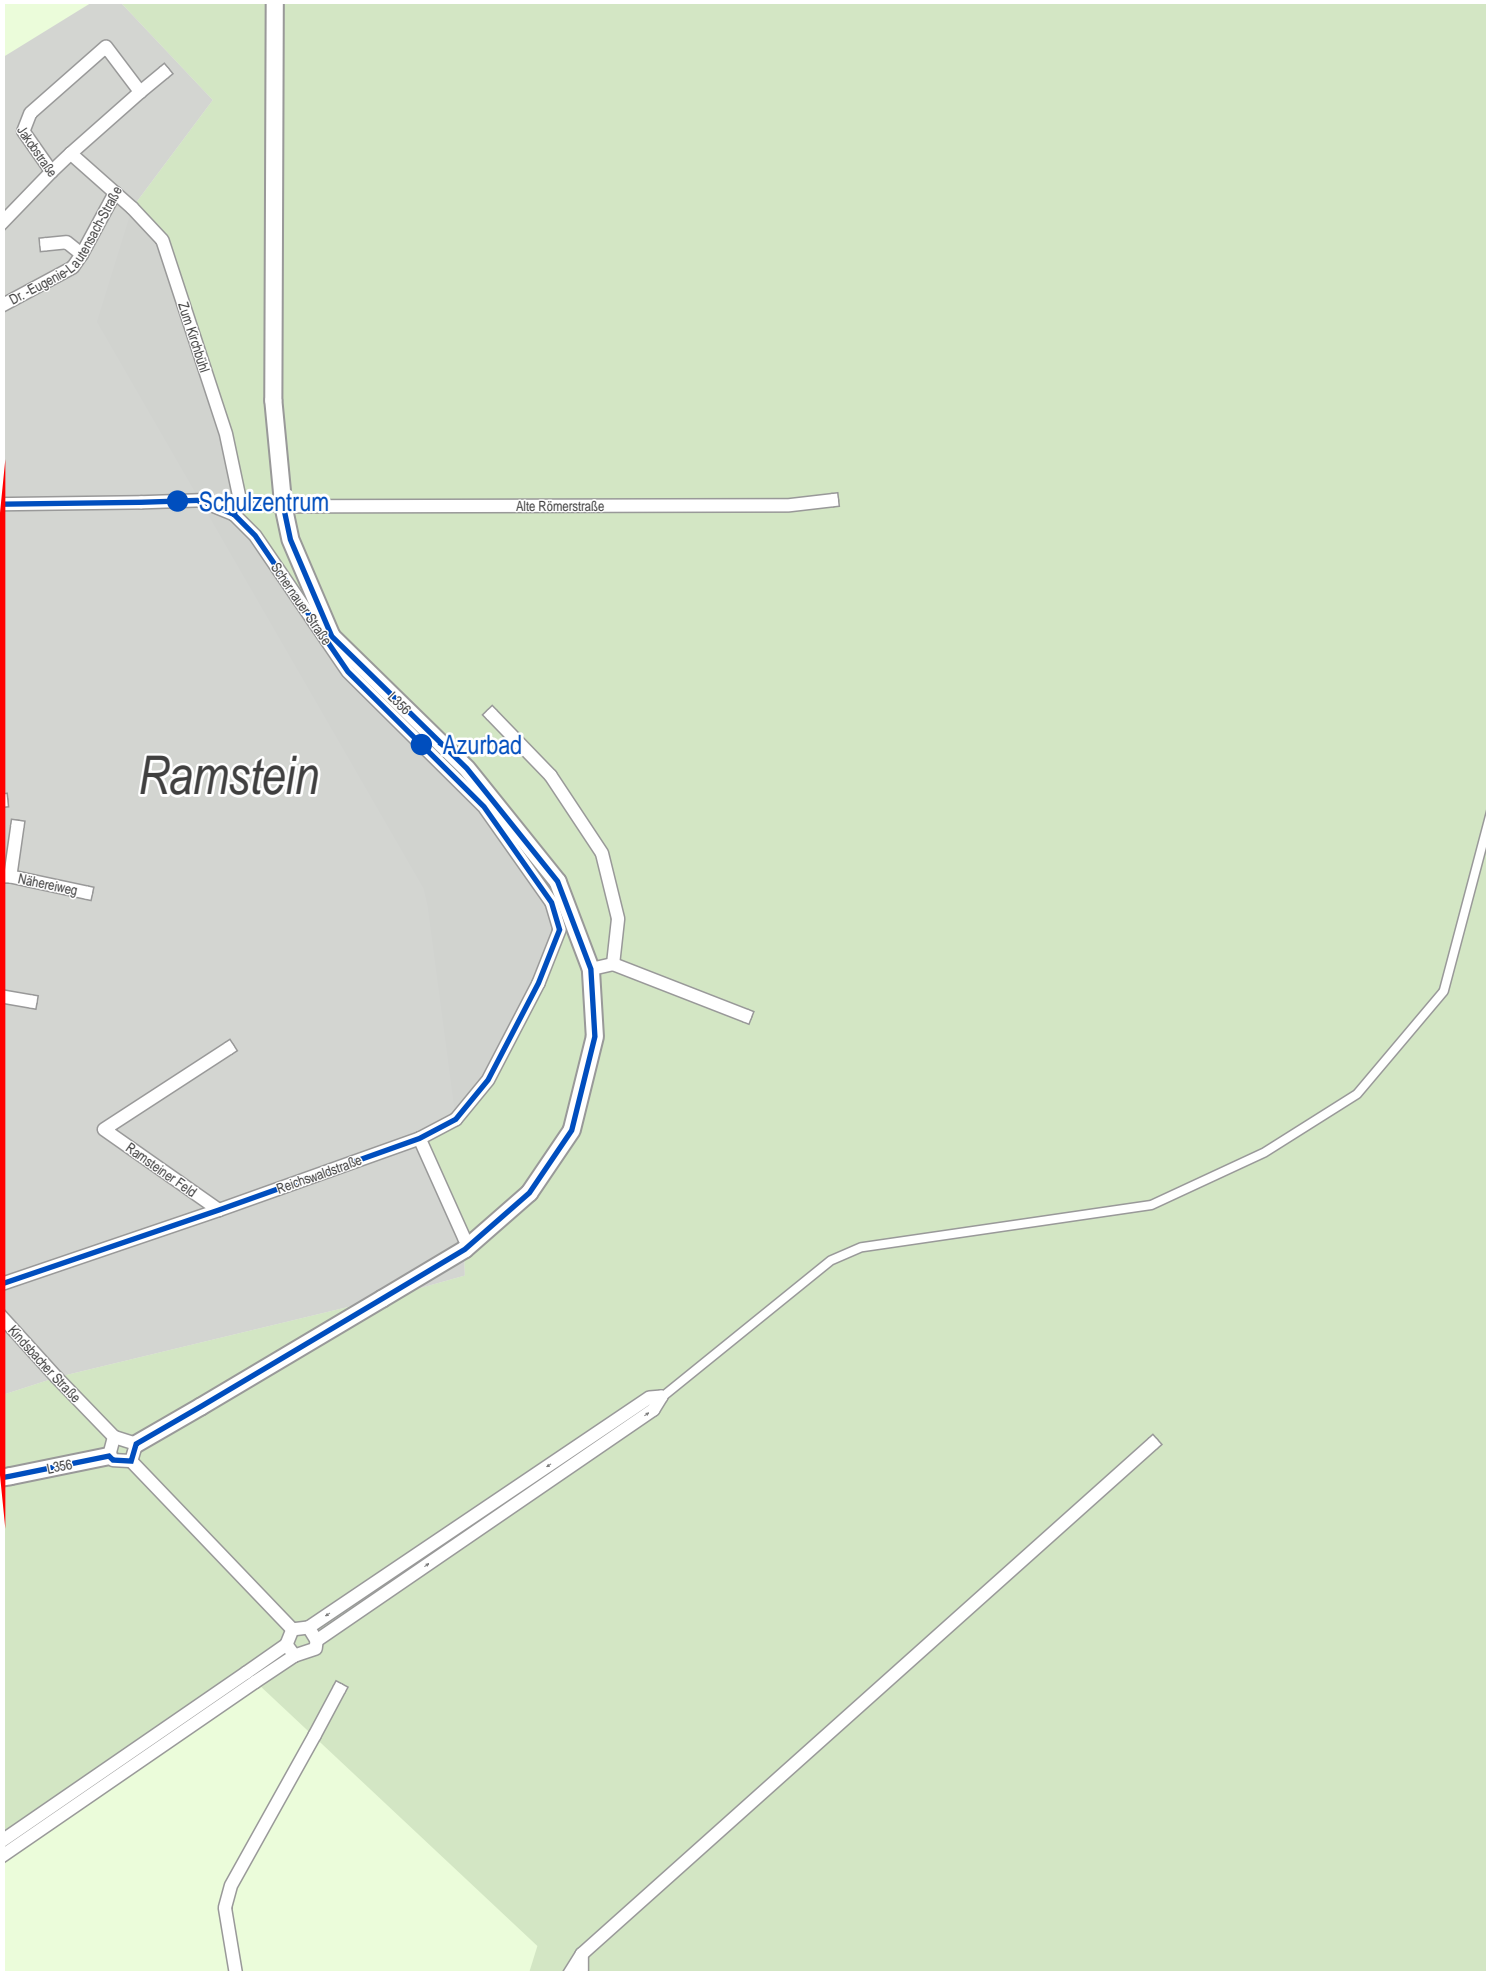 Jakobstraße
Dr. -Eugenie-Lautensach-Straße
Zum Kirchbühl
Schulzentrum
Alte Römerstraße
Schernauer Straße
L356
Azurbad
Ramstein
Nähereiweg
Ramsteiner Feld
Reichswaldstraße
Kindsbacher Straße
L356